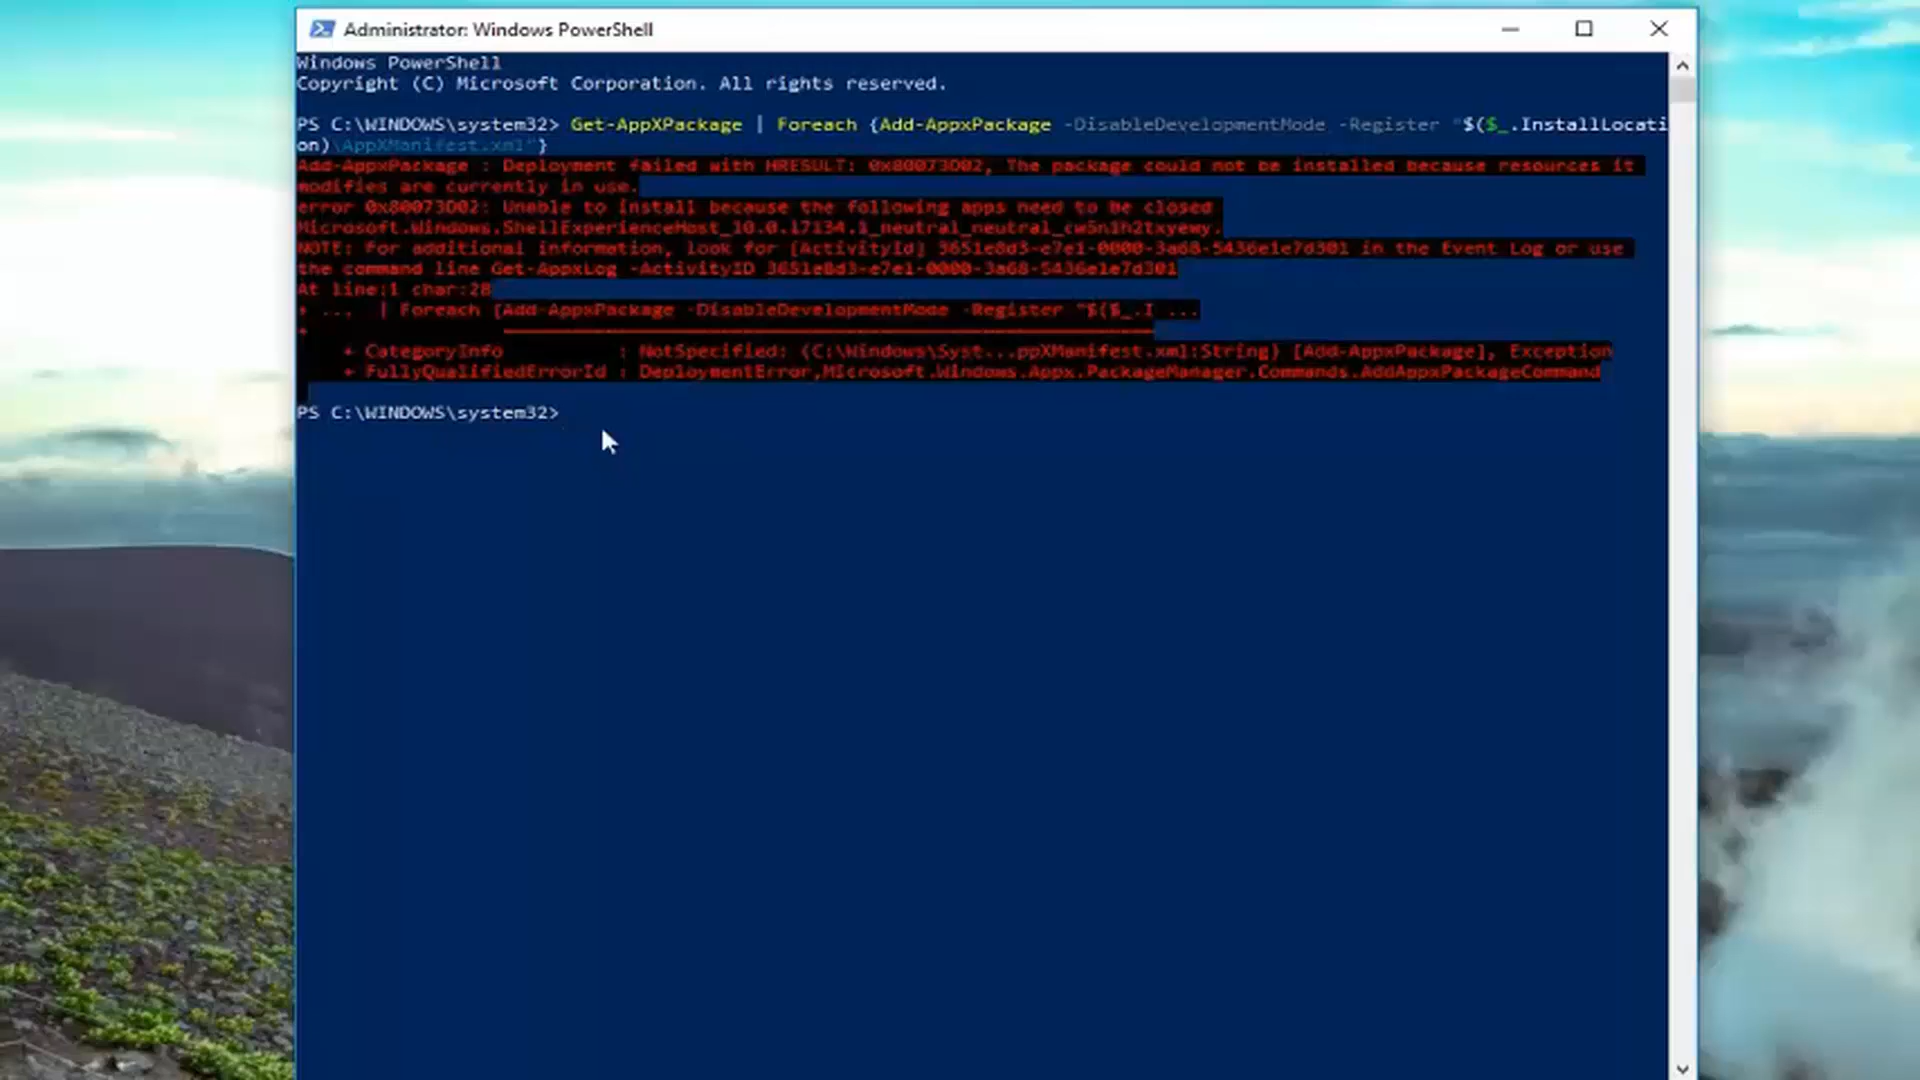 Administrator: Windows PowerShell
Windows PowerShell
Copyright (C) Microsoft Corporation. All rights reserved.
PS C:\WINDOWS\system32> Get-AppXPackage | Foreach {Add-AppxPackage -DisableDevelopmentMode -Register "$($_.InstallLocati
on)\AppXManifest.xml"}
Add-AppxPackage : Deployment failed with HRESULT: 0x80073D02, The package could not be installed because resources it
modifies are currently in use.
error 0x80073D02: Unable to install because the following apps need to be closed
Microsoft.Windows.ShellExperienceHost_10.0.17134.1_neutral_neutral_cw5n1h2txyewy.
NOTE: For additional information, look for [ActivityId] 3651e8d3-e7e1-0000-3a68-5436e1e7d301 in the Event Log or use
the command line Get-AppxLog -ActivityID 3651e8d3-e7e1-0000-3a68-5436e1e7d301
At line:1 char:28
+ ... | Foreach {Add-AppxPackage -DisableDevelopmentMode -Register "$($_.I ...
+
+ CategoryInfo : NotSpecified: (C:\Windows\Syst...ppXManifest.xml:String) [Add-AppxPackage], Exception
+ FullyQualifiedErrorId : DeploymentError,Microsoft.Windows.Appx.PackageManager.Commands.AddAppxPackageCommand
PS C:\WINDOWS\system32>